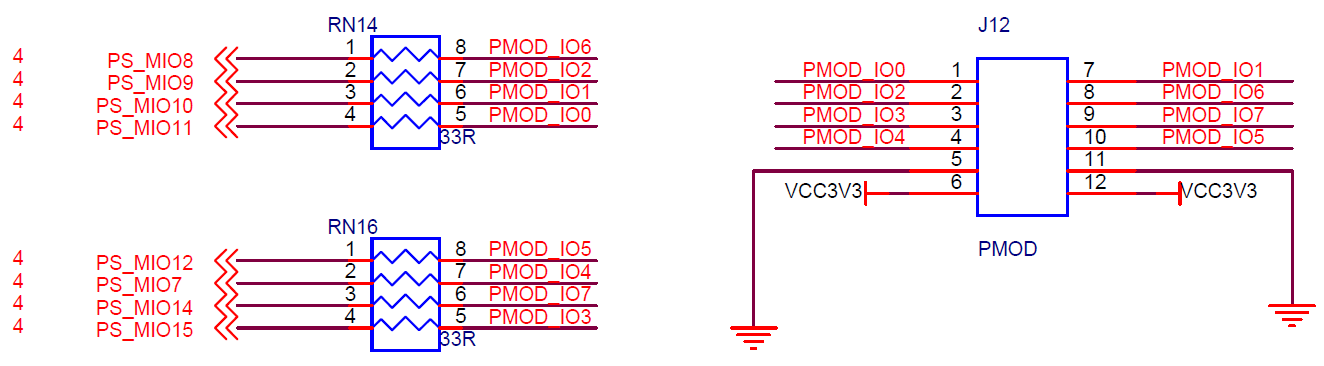 RN14
4 PS_MIO8 1 8 PMOD_IO6
4 PS_MIO9 2 7 PMOD_IO2
4 PS_MIO10 3 6 PMOD_IO1
4 PS_MIO11 4 5 PMOD_IO0
33R
RN16
4 PS_MIO12 1 8 PMOD_IO5
4 PS_MIO7 2 7 PMOD_IO4
4 PS_MIO14 3 6 PMOD_IO7
4 PS_MIO15 4 5 PMOD_IO3
33R
J12
PMOD_IO0 1 7 PMOD_IO1
PMOD_IO2 2 8 PMOD_IO6
PMOD_IO3 3 9 PMOD_IO7
PMOD_IO4 4 10 PMOD_IO5
5 11
VCC3V3 6 12 VCC3V3
PMOD